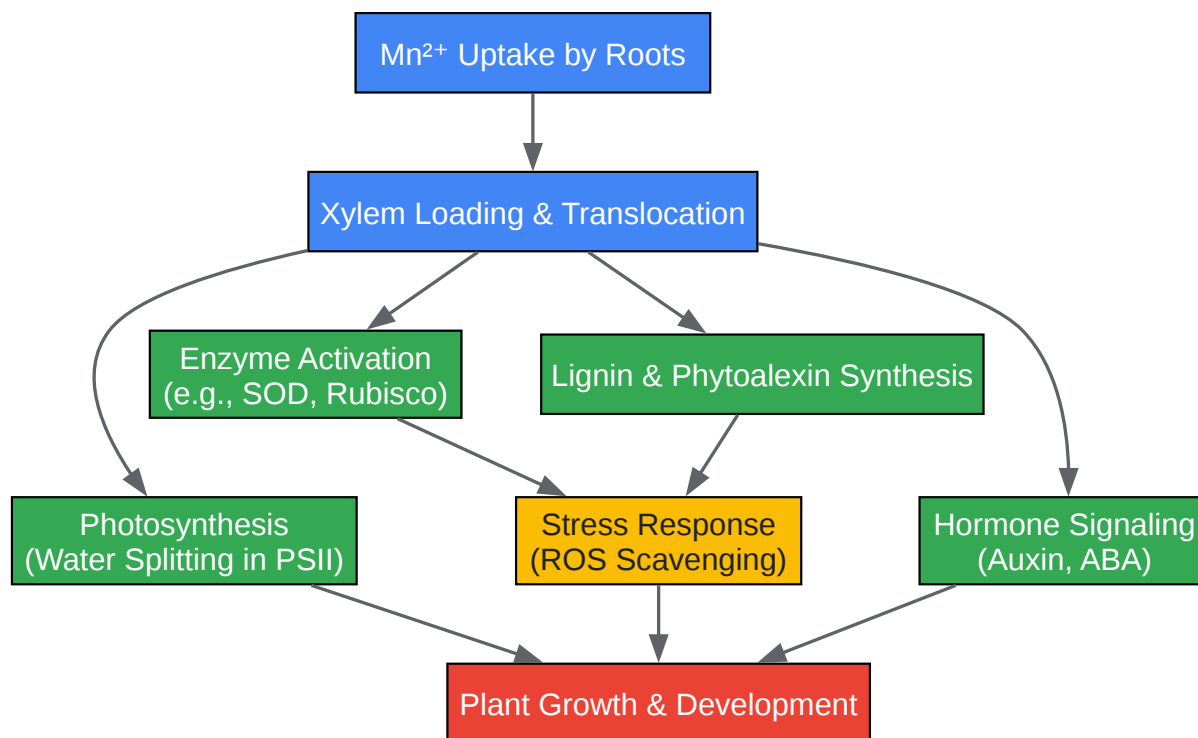 Mn²⁺ Uptake by Roots
Xylem Loading & Translocation
Enzyme Activation
(e.g., SOD, Rubisco)
Lignin & Phytoalexin Synthesis
Photosynthesis
(Water Splitting in PSII)
Stress Response
(ROS Scavenging)
Hormone Signaling
(Auxin, ABA)
Plant Growth & Development